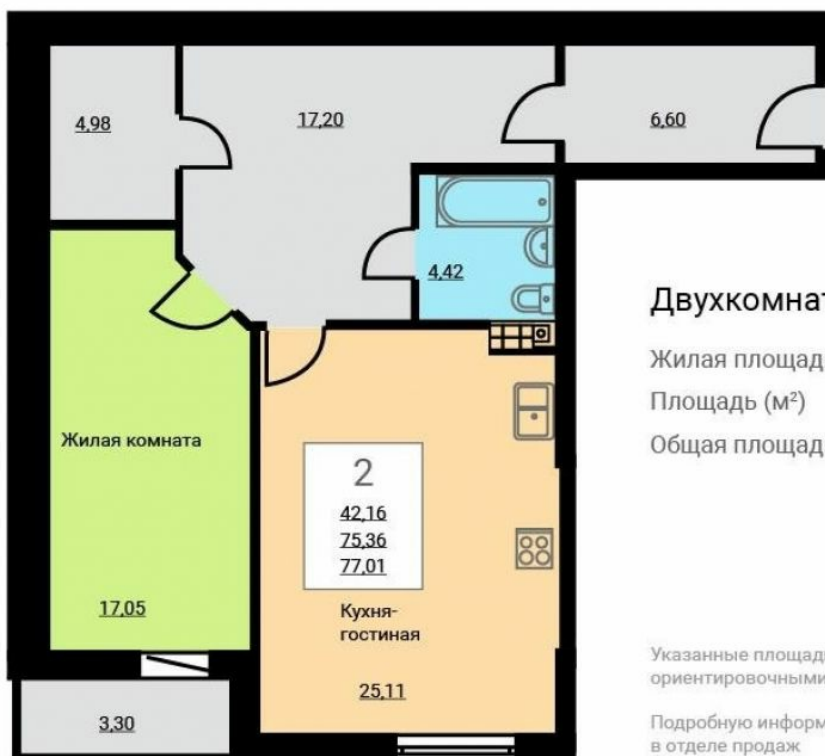 4,98
17,20
6,60
4,42
Жилая комната
17,05
2
42,16
75,36
77,01
Кухня-
гостиная
25,11
3,30
Двухкомнат
Жилая площад
Площадь (м²)
Общая площад
Указанные площад
ориентировочными
Подробную информ
в отделе продаж